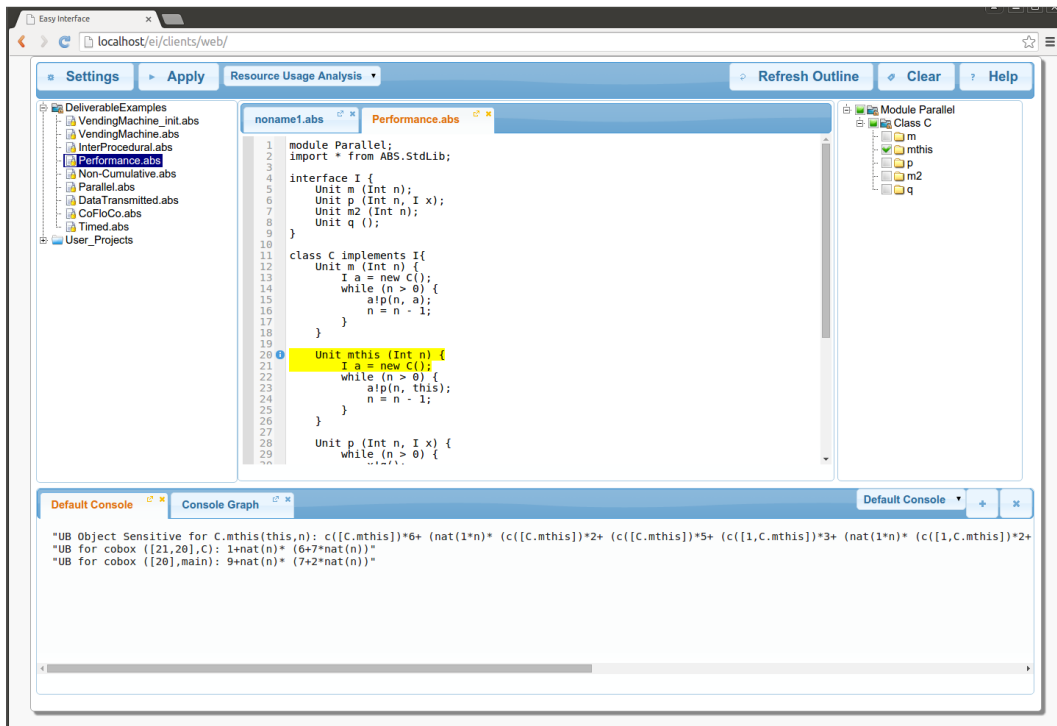 Easy Interface
localhost/ei/clients/web/
Settings
Apply
Resource Usage Analysis
Refresh Outline
Clear
? Help
DeliverableExamples
VendingMachine_init.abs
VendingMachine.abs
InterProcedural.abs
Performance.abs
Non-Cumulative.abs
Parallel.abs
DataTransmitted.abs
CoFloCo.abs
Timed.abs
User_Projects
noname1.abs
Performance.abs
1 module Parallel;
2 import * from ABS.StdLib;
3
4 interface I {
5 Unit m (Int n);
6 Unit p (Int n, I x);
7 Unit m2 (Int n);
8 Unit q ();
9 }
10
11 class C implements I{
12 Unit m (Int n) {
13 I a = new C();
14 while (n > 0) {
15 a!p(n, a);
16 n = n - 1;
17 }
18 }
19
20 Unit mthis (Int n) {
21 I a = new C();
22 while (n > 0) {
23 a!p(n, this);
24 n = n - 1;
25 }
26 }
27
28 Unit p (Int n, I x) {
29 while (n > 0) {
Module Parallel
Class C
m
mthis
p
m2
q
Default Console
Console Graph
Default Console
"UB Object Sensitive for C.mthis(this,n): c([C.mthis])*6+ (nat(1*n)* (c([C.mthis])*2+ (c([C.mthis])*5+ (c([1,C.mthis])*3+ (nat(1*n)* (c([1,C.mthis])*2+
"UB for cobox ([21,20],C): 1+nat(n)* (6+7*nat(n))"
"UB for cobox ([20],main): 9+nat(n)* (7+2*nat(n))"